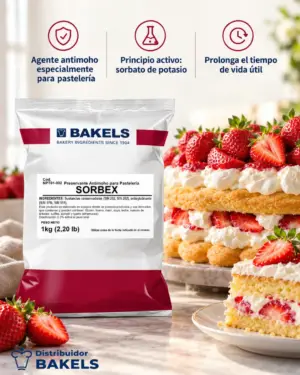 Agente antimoho
especialmente
para pastelería
Principio activo:
sorbato de potasio
Prolonga el tiempo
de vida útil
BAKELS
BAKERY INGREDIENTS SINCE 1904
Preservante Antimoho para Pastelería
SORBEX
INGREDIENTES:
1kg (2,20 lb)
Distribuidor
BAKELS